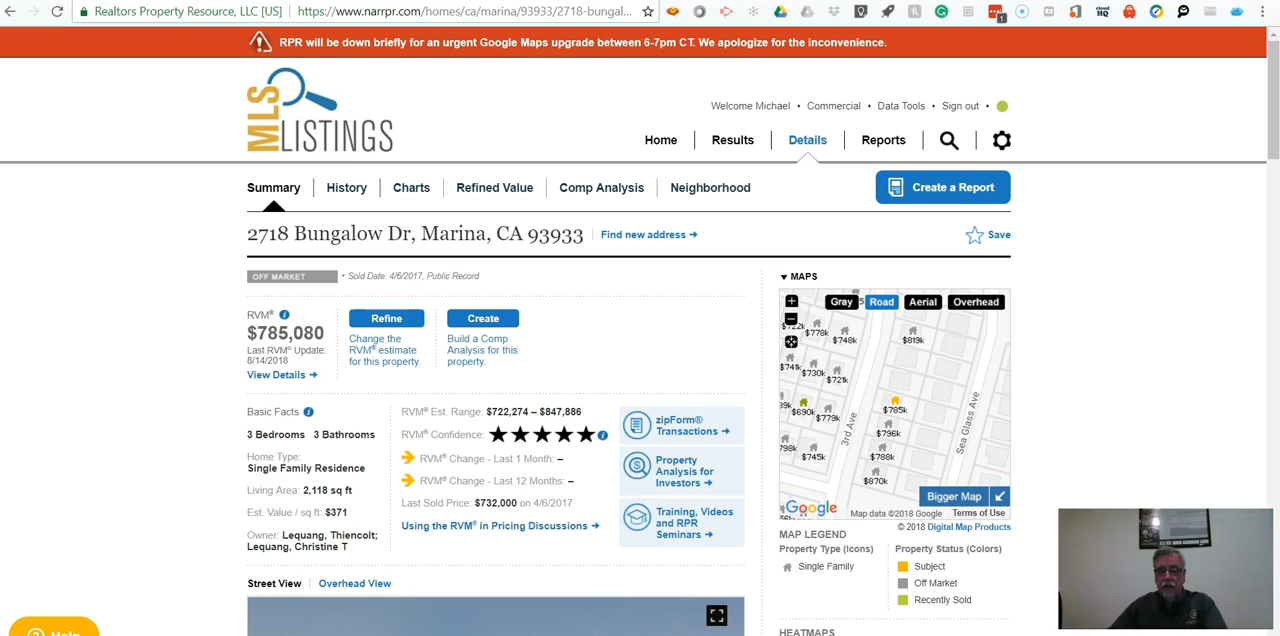 Realtors Property Resource, LLC [US]
https://www.narrpr.com/homes/ca/marina/93933/2718-bungal...
RPR will be down briefly for an urgent Google Maps upgrade between 6-7pm CT. We apologize for the inconvenience.
MLS LISTINGS
Welcome Michael • Commercial • Data Tools • Sign out •
Home Results Details Reports
Summary History Charts Refined Value Comp Analysis Neighborhood
Create a Report
2718 Bungalow Dr, Marina, CA 93933
Find new address
Save
OFF MARKET • Sold Date: 4/6/2017, Public Record
RVM®
$785,080
Last RVM® Update:
8/14/2018
View Details
Refine
Change the
RVM® estimate
for this property.
Create
Build a Comp
Analysis for this
property.
Basic Facts
3 Bedrooms 3 Bathrooms
Home Type:
Single Family Residence
Living Area: 2,118 sq ft
Est. Value / sq ft: $371
Owner: Lequang, Thiencolt;
Lequang, Christine T
RVM® Est. Range: $722,274 – $847,886
RVM® Confidence:
RVM® Change - Last 1 Month: –
RVM® Change - Last 12 Months: –
Last Sold Price: $732,000 on 4/6/2017
Using the RVM® in Pricing Discussions
zipForm®
Transactions
Property
Analysis for
Investors
Training, Videos
and RPR
Seminars
Street View Overhead View
MAPS
Gray Road Aerial Overhead
$778k
$748k
$819k
$741k
$730k
$721k
$690k
$779k
$785k
$796k
$745k
$788k
$870k
3rd Ave
Sea Glass Ave
Bigger Map
Google
Map data ©2018 Google Terms of Use
© 2018 Digital Map Products
MAP LEGEND
Property Type (Icons)
Single Family
Property Status (Colors)
Subject
Off Market
Recently Sold
HEATMAPS
Help
cloud
HQ
1